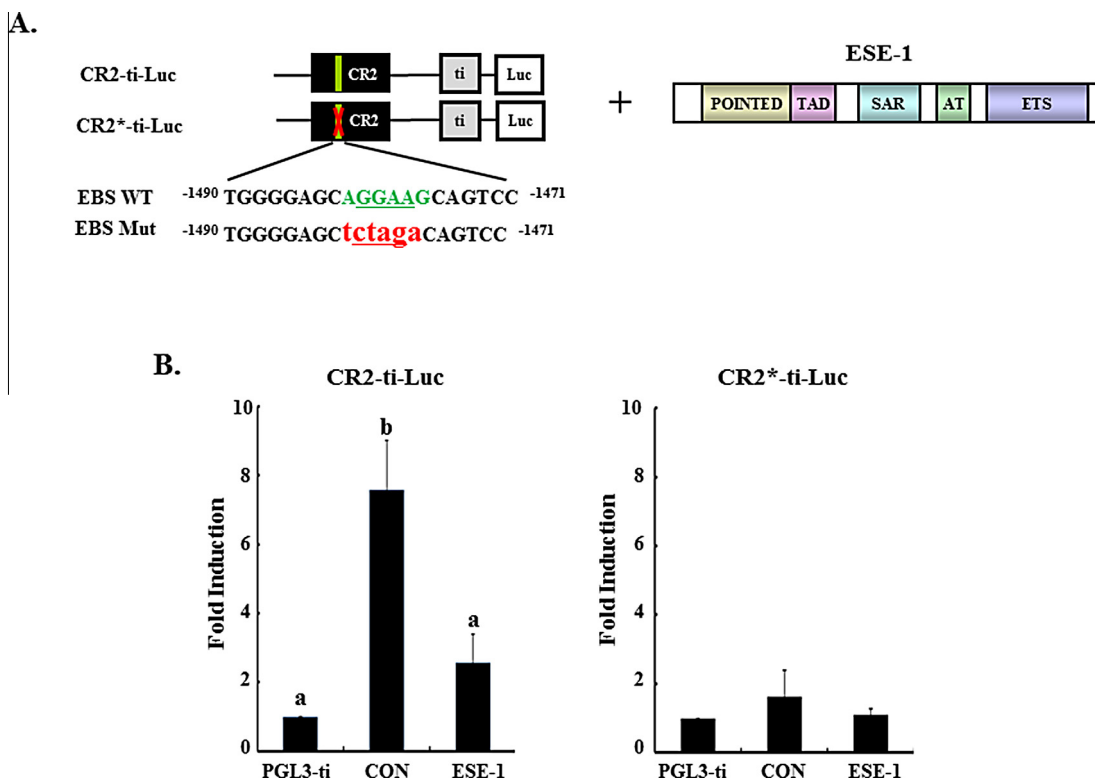 A.
CR2-ti-Luc
CR2
ti
Luc
CR2*-ti-Luc
CR2
ti
Luc
+
ESE-1
POINTED TAD SAR AT ETS
EBS WT -1490 TGGGGAGCAGGAAGCAGTCC -1471
EBS Mut -1490 TGGGGAGCtctagaCAGTCC -1471
B.
CR2-ti-Luc
Fold Induction
10
8
6
4
2
0
a
b
a
PGL3-ti CON ESE-1
CR2*-ti-Luc
Fold Induction
10
8
6
4
2
0
PGL3-ti CON ESE-1